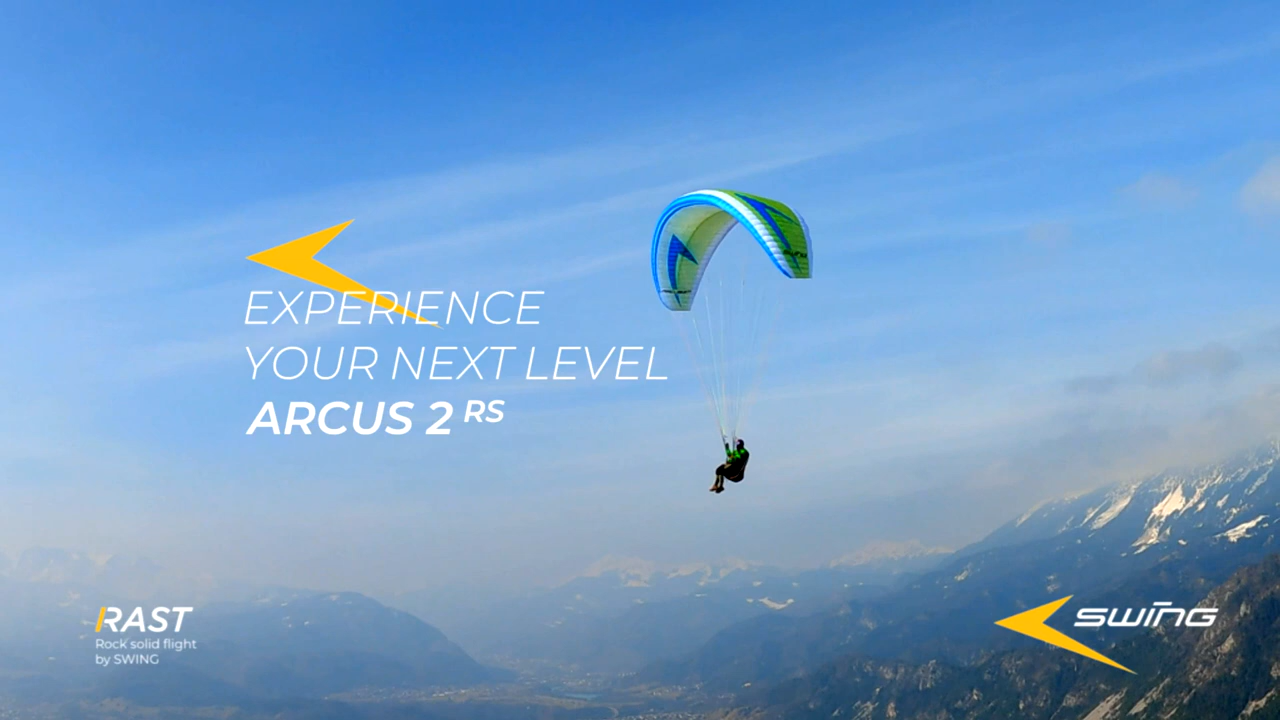 EXPERIENCE
YOUR NEXT LEVEL
ARCUS 2 RS
RAST
Rock solid flight
by SWING
swing